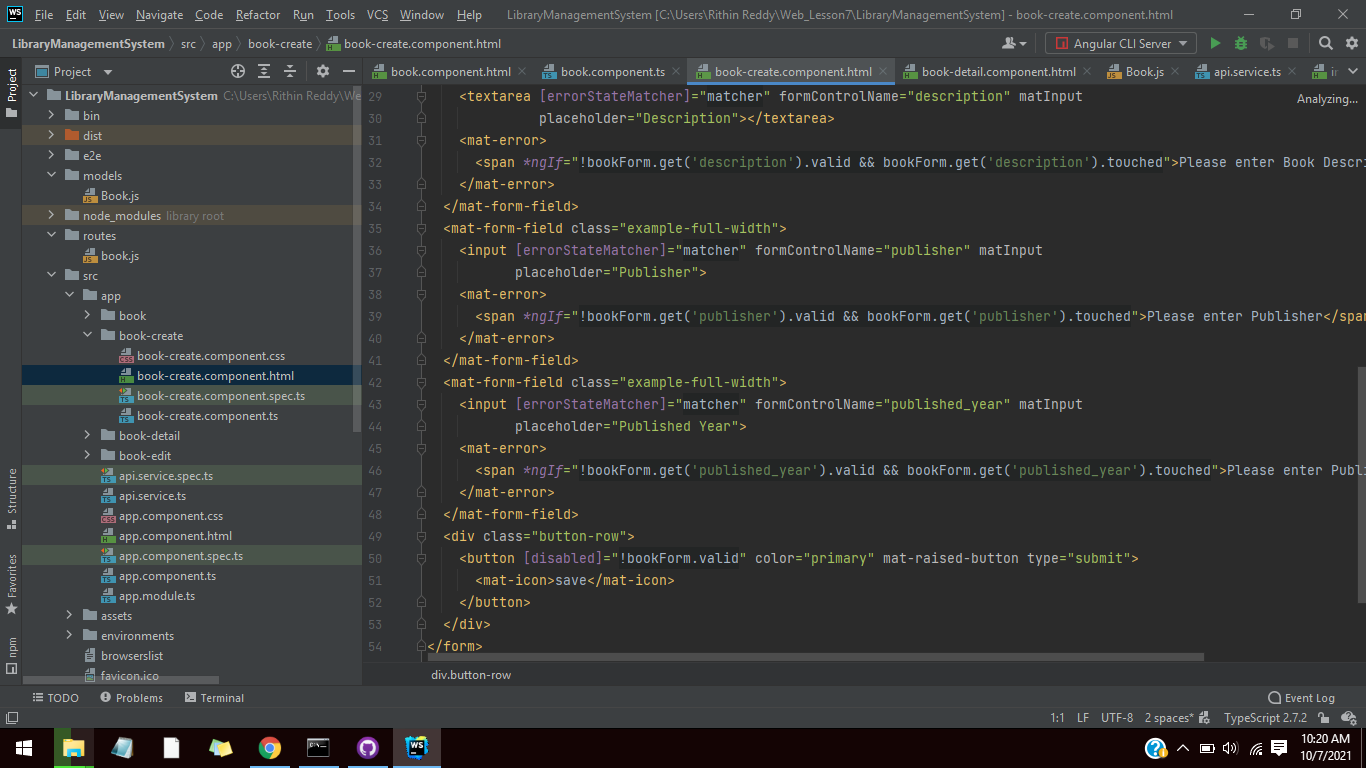 WS File Edit View Navigate Code Refactor Run Tools VCS Window Help LibraryManagementSystem [C:\Users\Rithin Reddy\Web_Lesson7\LibraryManagementSystem] - book-create.component.html
LibraryManagementSystem src app book-create book-create.component.html Angular CLI Server
Project book.component.html book.component.ts book-create.component.html book-detail.component.html Book.js api.service.ts
Analyzing...
Project
Structure
Favorites
npm
LibraryManagementSystem C:\Users\Rithin Reddy\We
bin
dist
e2e
models
Book.js
node_modules library root
routes
book.js
src
app
book
book-create
book-create.component.css
book-create.component.html
book-create.component.spec.ts
book-create.component.ts
book-detail
book-edit
api.service.spec.ts
api.service.ts
app.component.css
app.component.html
app.component.spec.ts
app.component.ts
app.module.ts
assets
environments
browserslist
favicon.ico
29 <textarea [errorStateMatcher]="matcher" formControlName="description" matInput
30 placeholder="Description"></textarea>
31 <mat-error>
32 <span *ngIf="!bookForm.get('description').valid && bookForm.get('description').touched">Please enter Book Descri
33 </mat-error>
34 </mat-form-field>
35 <mat-form-field class="example-full-width">
36 <input [errorStateMatcher]="matcher" formControlName="publisher" matInput
37 placeholder="Publisher">
38 <mat-error>
39 <span *ngIf="!bookForm.get('publisher').valid && bookForm.get('publisher').touched">Please enter Publisher</spa
40 </mat-error>
41 </mat-form-field>
42 <mat-form-field class="example-full-width">
43 <input [errorStateMatcher]="matcher" formControlName="published_year" matInput
44 placeholder="Published Year">
45 <mat-error>
46 <span *ngIf="!bookForm.get('published_year').valid && bookForm.get('published_year').touched">Please enter Publ
47 </mat-error>
48 </mat-form-field>
49 <div class="button-row">
50 <button [disabled]="!bookForm.valid" color="primary" mat-raised-button type="submit">
51 <mat-icon>save</mat-icon>
52 </button>
53 </div>
54 </form>
div.button-row
TODO Problems Terminal Event Log
1:1 LF UTF-8 2 spaces* TypeScript 2.7.2
10:20 AM
10/7/2021